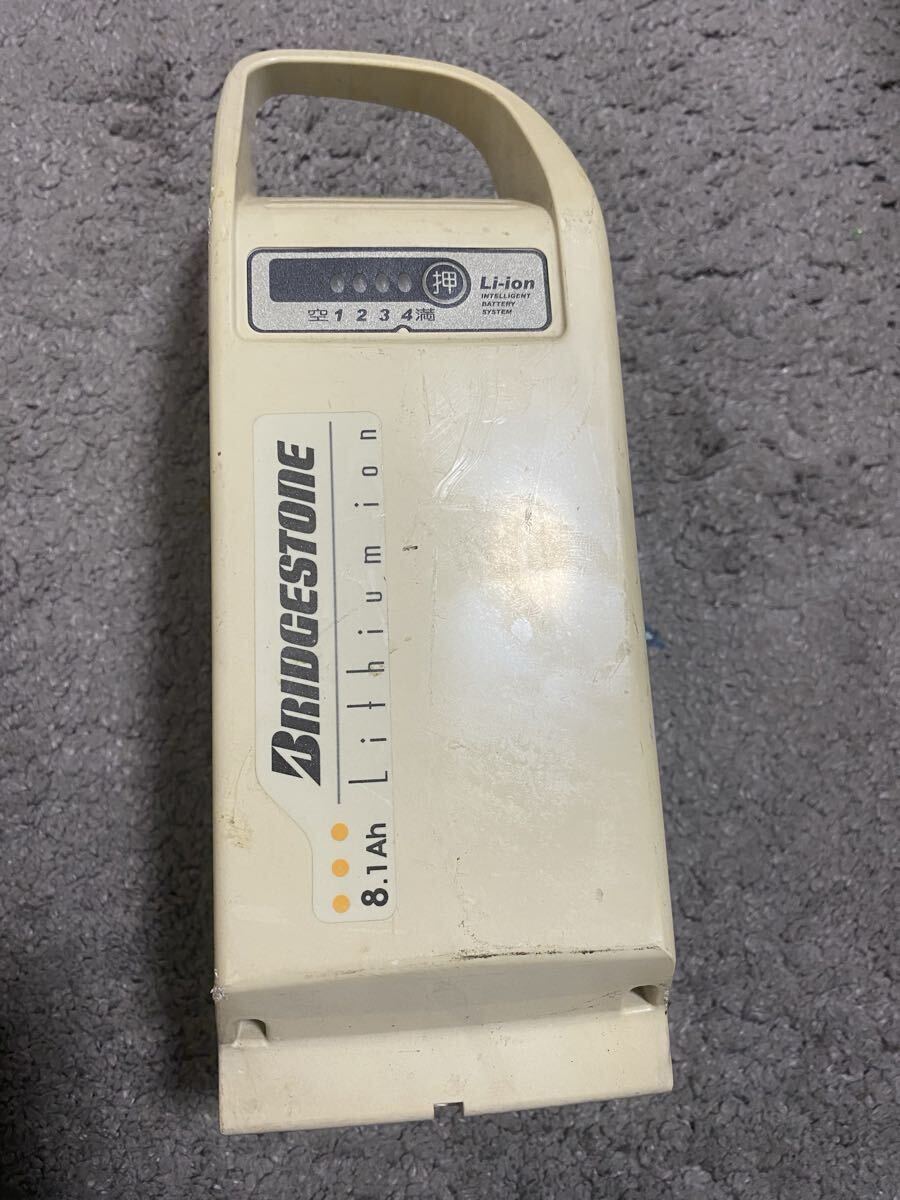 押
Li-ion
INTELLIGENT
BATTERY
SYSTEM
空1 2 3 4満
BRIDGESTONE
Lithium ion
8.1Ah